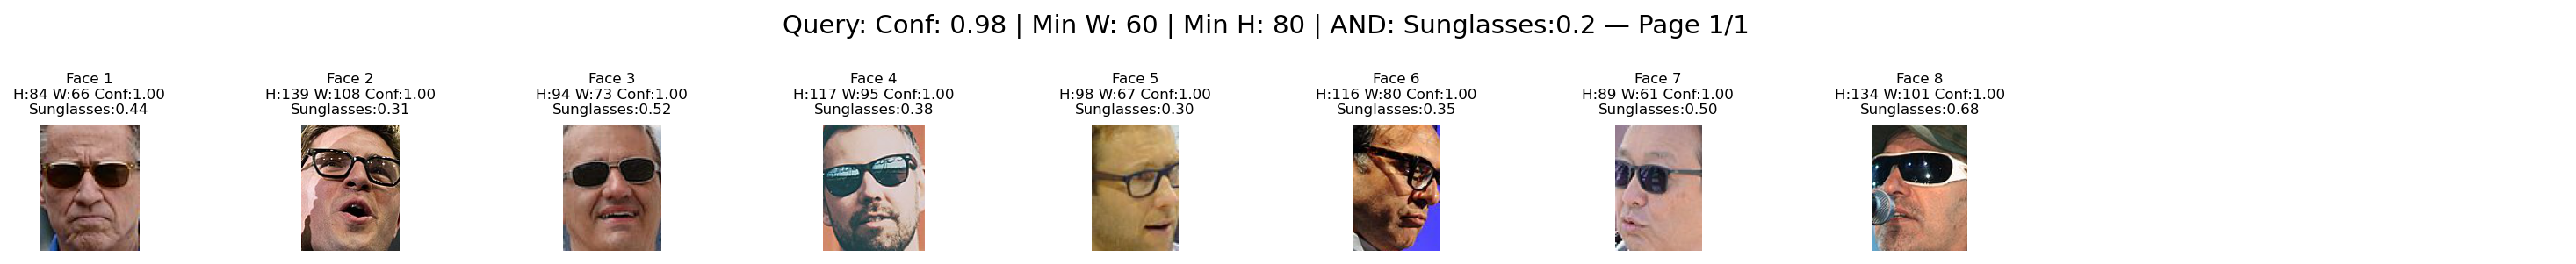 Query: Conf: 0.98 | Min W: 60 | Min H: 80 | AND: Sunglasses:0.2 — Page 1/1
Face 1
H:84 W:66 Conf:1.00
Sunglasses:0.44
Face 2
H:139 W:108 Conf:1.00
Sunglasses:0.31
Face 3
H:94 W:73 Conf:1.00
Sunglasses:0.52
Face 4
H:117 W:95 Conf:1.00
Sunglasses:0.38
Face 5
H:98 W:67 Conf:1.00
Sunglasses:0.30
Face 6
H:116 W:80 Conf:1.00
Sunglasses:0.35
Face 7
H:89 W:61 Conf:1.00
Sunglasses:0.50
Face 8
H:134 W:101 Conf:1.00
Sunglasses:0.68